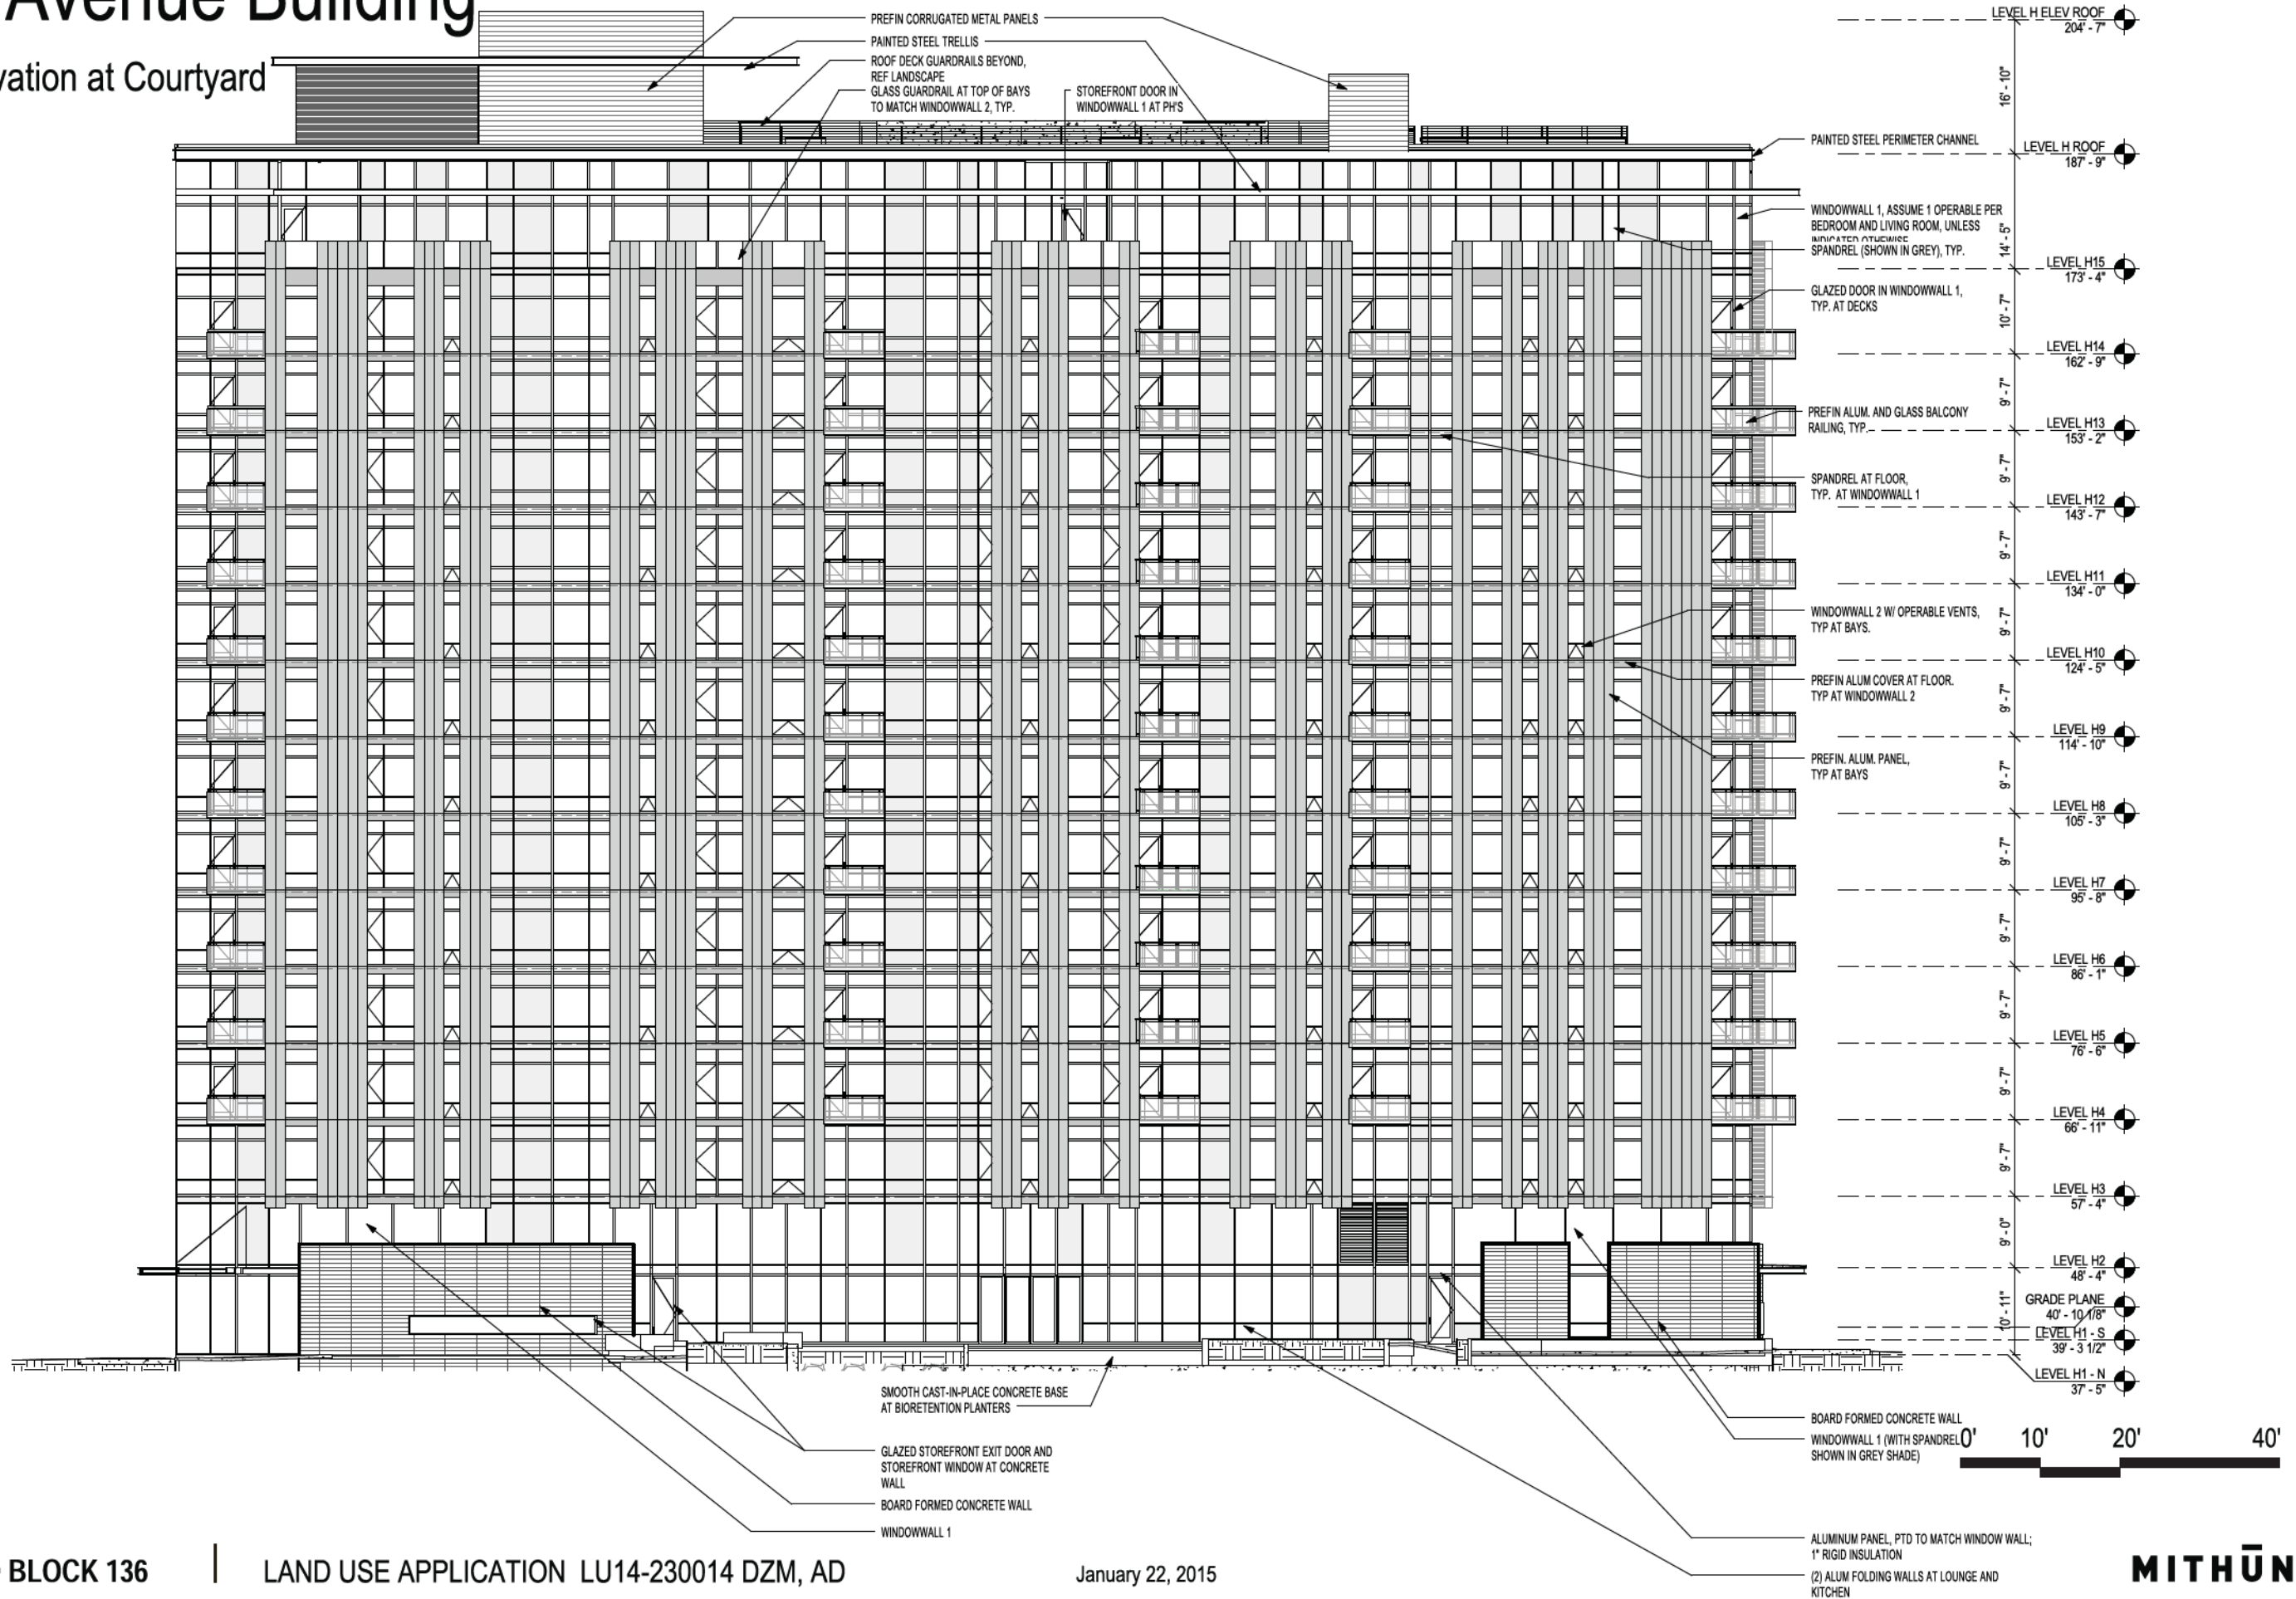 Avenue Building
vation at Courtyard
PREFIN CORRUGATED METAL PANELS
PAINTED STEEL TRELLIS
ROOF DECK GUARDRAILS BEYOND,
REF LANDSCAPE
GLASS GUARDRAIL AT TOP OF BAYS
TO MATCH WINDOWWALL 2, TYP.
STOREFRONT DOOR IN
WINDOWWALL 1 AT PH'S
PAINTED STEEL PERIMETER CHANNEL
WINDOWWALL 1, ASSUME 1 OPERABLE PER
BEDROOM AND LIVING ROOM, UNLESS
INDICATED OTHEWISE
SPANDREL (SHOWN IN GREY), TYP.
GLAZED DOOR IN WINDOWWALL 1,
TYP. AT DECKS
PREFIN ALUM. AND GLASS BALCONY
RAILING, TYP.
SPANDREL AT FLOOR,
TYP. AT WINDOWWALL 1
WINDOWWALL 2 W/ OPERABLE VENTS,
TYP AT BAYS.
PREFIN ALUM COVER AT FLOOR.
TYP AT WINDOWWALL 2
PREFIN. ALUM. PANEL,
TYP AT BAYS
LEVEL H ELEV ROOF
204' - 7"
16' - 10"
LEVEL H ROOF
187' - 9"
14' - 5"
LEVEL H15
173' - 4"
10' - 7"
LEVEL H14
162' - 9"
9' - 7"
LEVEL H13
153' - 2"
9' - 7"
LEVEL H12
143' - 7"
9' - 7"
LEVEL H11
134' - 0"
9' - 7"
LEVEL H10
124' - 5"
9' - 7"
LEVEL H9
114' - 10"
9' - 7"
LEVEL H8
105' - 3"
9' - 7"
LEVEL H7
95' - 8"
9' - 7"
LEVEL H6
86' - 1"
9' - 7"
LEVEL H5
76' - 6"
9' - 7"
LEVEL H4
66' - 11"
9' - 7"
LEVEL H3
57' - 4"
9' - 0"
LEVEL H2
48' - 4"
10' - 11"
GRADE PLANE
40' - 10 1/8"
LEVEL H1 - S
39' - 3 1/2"
LEVEL H1 - N
37' - 5"
SMOOTH CAST-IN-PLACE CONCRETE BASE
AT BIORETENTION PLANTERS
GLAZED STOREFRONT EXIT DOOR AND
STOREFRONT WINDOW AT CONCRETE
WALL
BOARD FORMED CONCRETE WALL
WINDOWWALL 1
BOARD FORMED CONCRETE WALL
WINDOWWALL 1 (WITH SPANDREL
SHOWN IN GREY SHADE)
0' 10' 20' 40'
ALUMINUM PANEL, PTD TO MATCH WINDOW WALL;
1" RIGID INSULATION
(2) ALUM FOLDING WALLS AT LOUNGE AND
KITCHEN
BLOCK 136 | LAND USE APPLICATION LU14-230014 DZM, AD January 22, 2015
MITHŪN